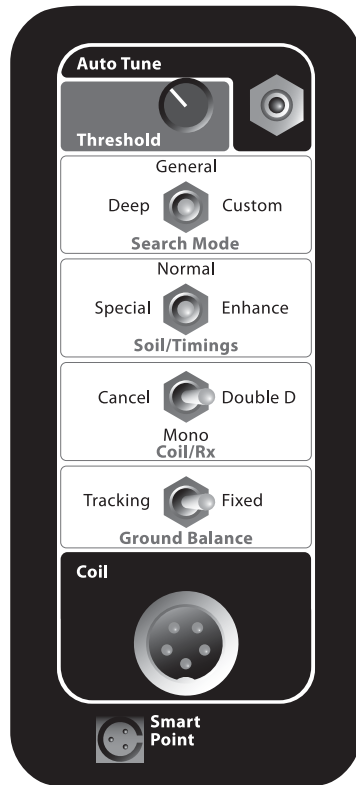 Auto Tune
Threshold
General
Deep Custom
Search Mode
Normal
Special Enhance
Soil/Timings
Cancel Double D
Mono
Coil/Rx
Tracking Fixed
Ground Balance
Coil
Smart
Point